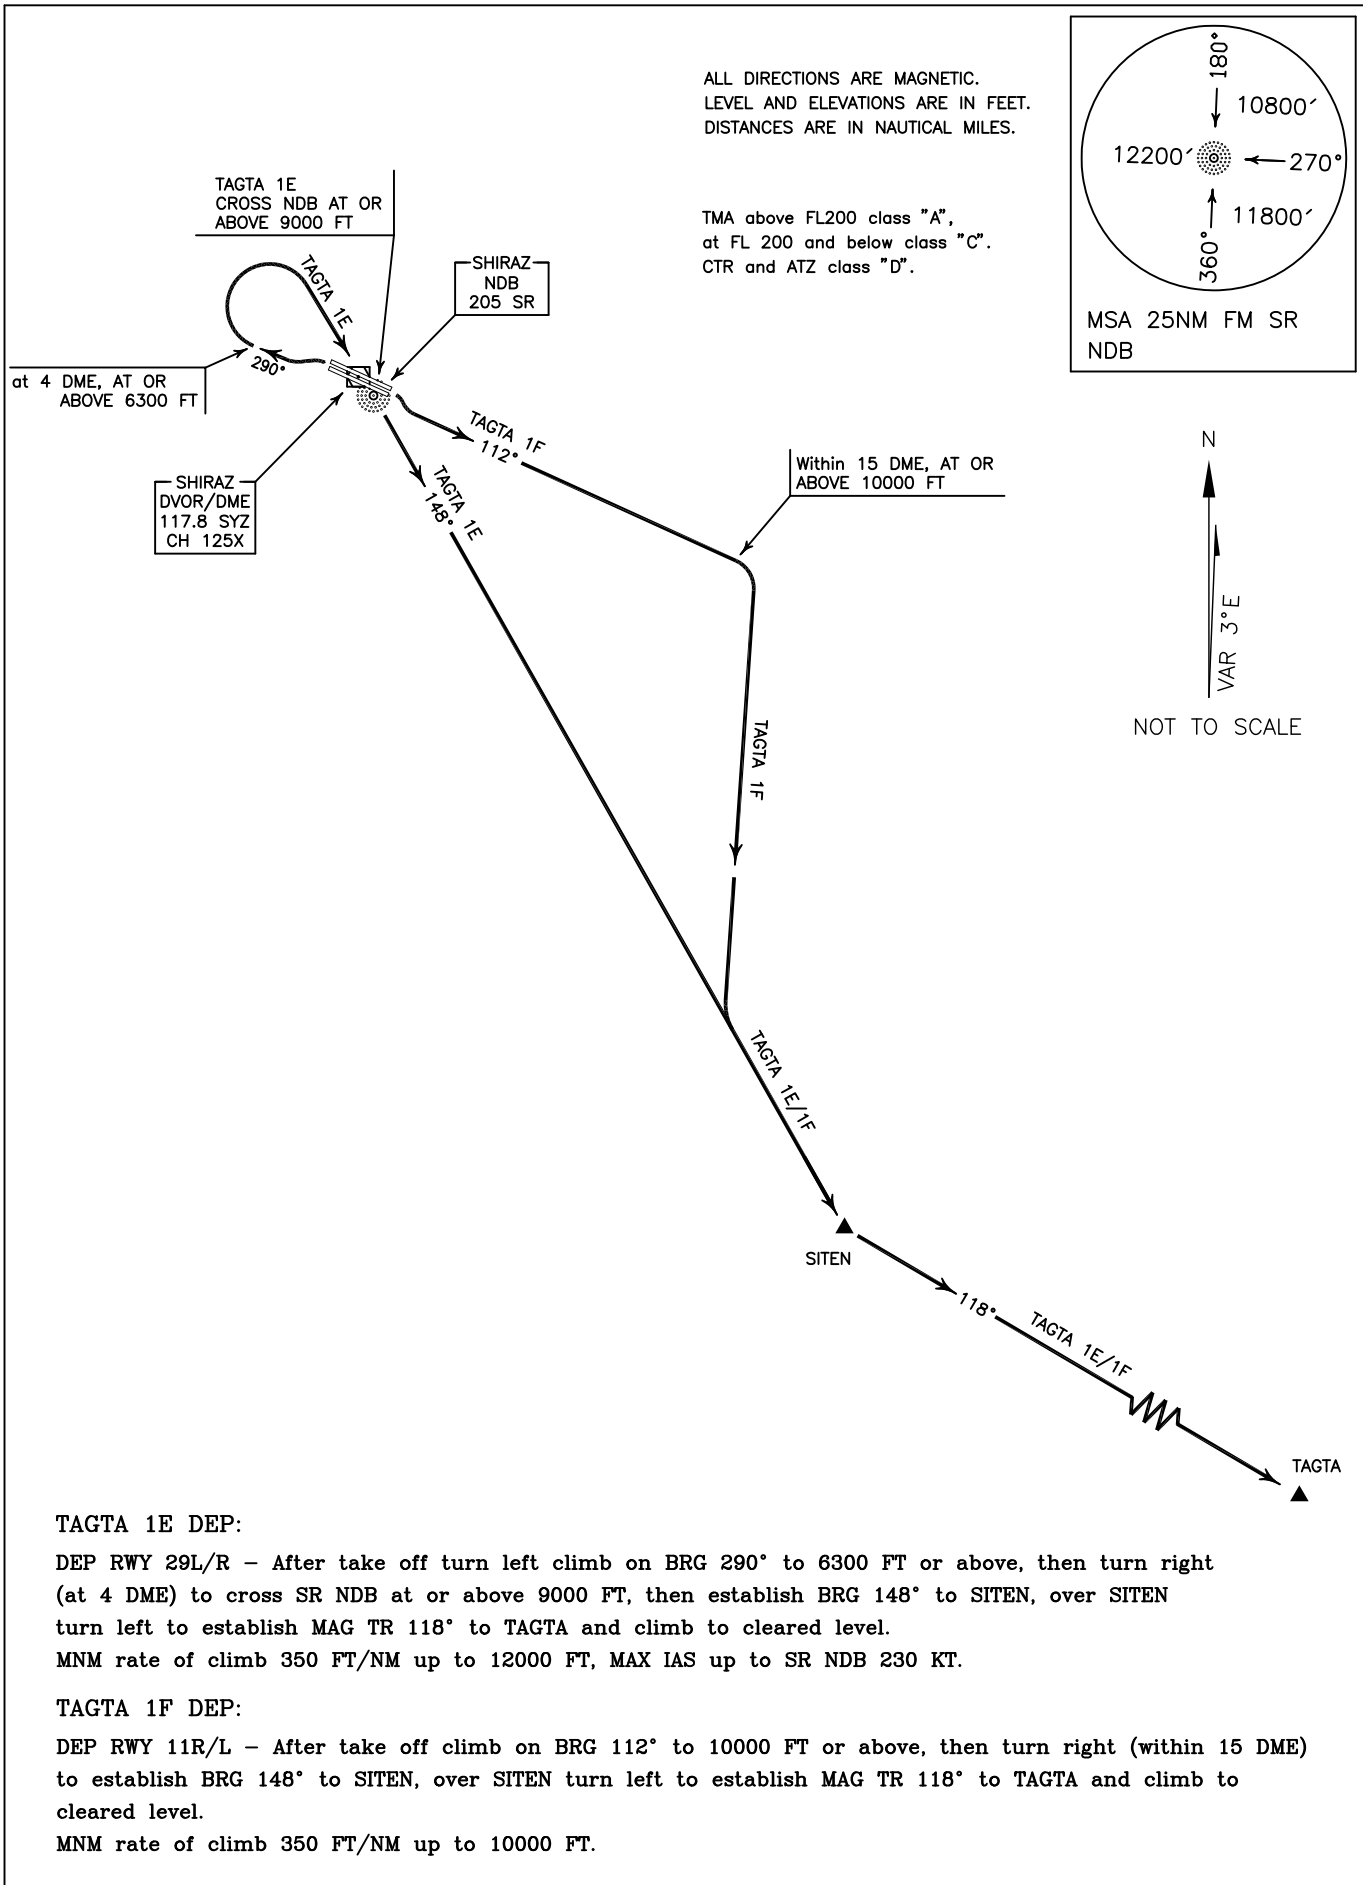 ALL DIRECTIONS ARE MAGNETIC.
LEVEL AND ELEVATIONS ARE IN FEET.
DISTANCES ARE IN NAUTICAL MILES.
TMA above FL200 class "A",
at FL 200 and below class "C".
CTR and ATZ class "D".
180°
10800′
12200′
270°
11800′
360°
MSA 25NM FM SR
NDB
TAGTA 1E
CROSS NDB AT OR
ABOVE 9000 FT
TAGTA 1E
SHIRAZ
NDB
205 SR
290°
at 4 DME, AT OR
ABOVE 6300 FT
SHIRAZ
DVOR/DME
117.8 SYZ
CH 125X
TAGTA 1F
112°
TAGTA 1E
148°
Within 15 DME, AT OR
ABOVE 10000 FT
N
VAR 3°E
NOT TO SCALE
TAGTA 1F
TAGTA 1E/1F
SITEN
118°
TAGTA 1E/1F
TAGTA
TAGTA 1E DEP:
DEP RWY 29L/R – After take off turn left climb on BRG 290° to 6300 FT or above, then turn right
(at 4 DME) to cross SR NDB at or above 9000 FT, then establish BRG 148° to SITEN, over SITEN
turn left to establish MAG TR 118° to TAGTA and climb to cleared level.
MNM rate of climb 350 FT/NM up to 12000 FT, MAX IAS up to SR NDB 230 KT.
TAGTA 1F DEP:
DEP RWY 11R/L – After take off climb on BRG 112° to 10000 FT or above, then turn right (within 15 DME)
to establish BRG 148° to SITEN, over SITEN turn left to establish MAG TR 118° to TAGTA and climb to
cleared level.
MNM rate of climb 350 FT/NM up to 10000 FT.